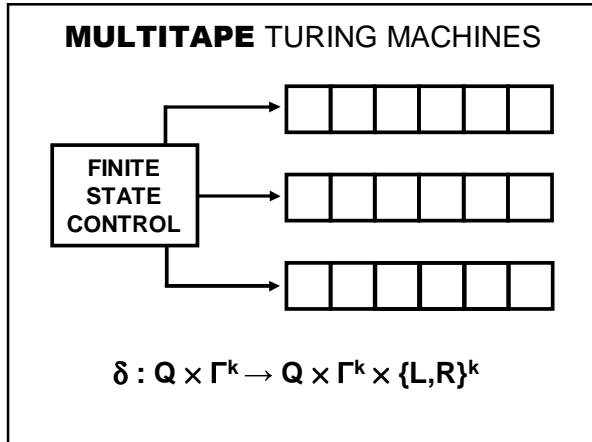 MULTITAPE TURING MACHINES
FINITE
STATE
CONTROL
δ : Q × Γᵏ → Q × Γᵏ × {L,R}ᵏ